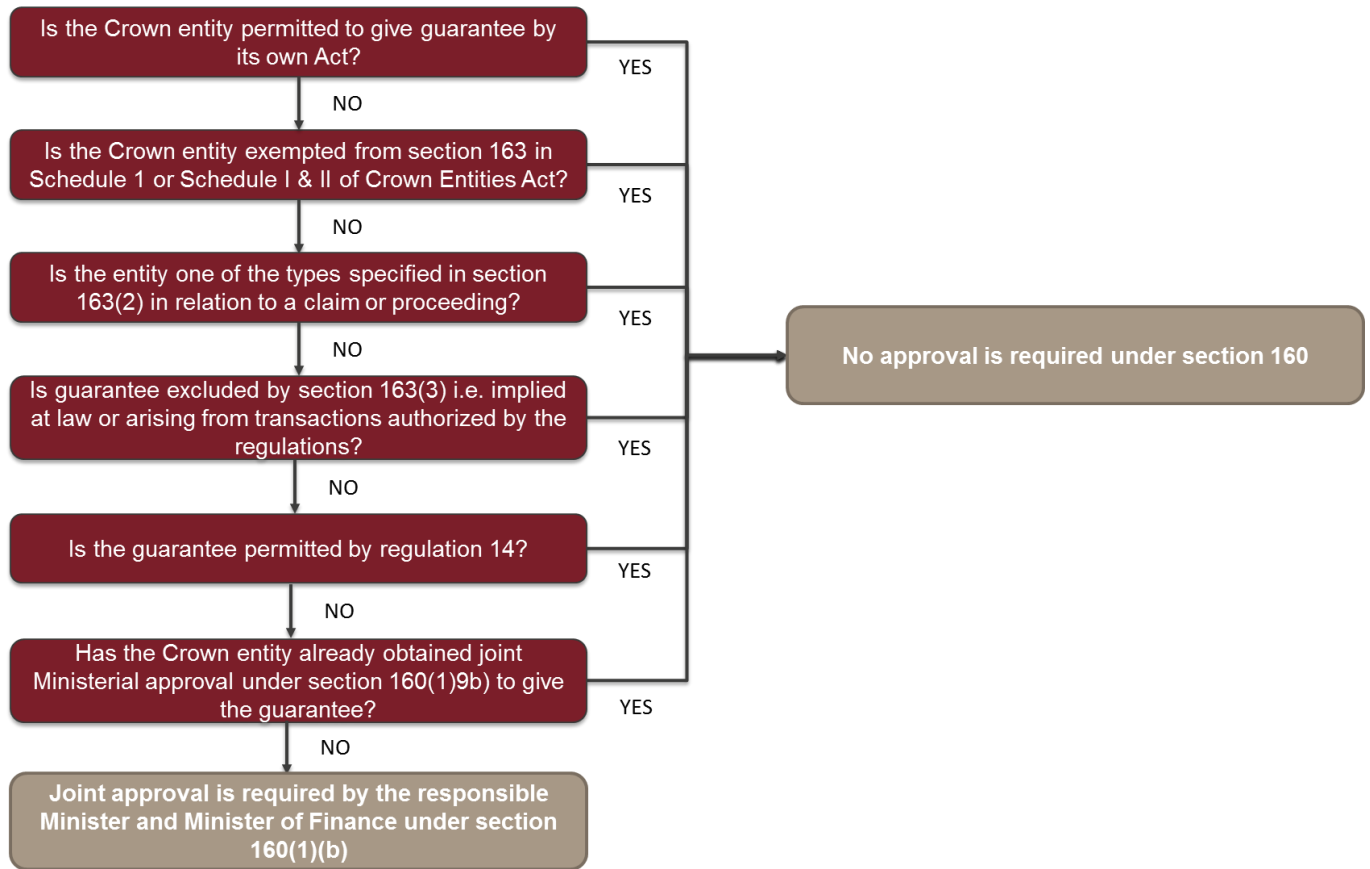 Is the Crown entity permitted to give guarantee by
its own Act?
YES
NO
Is the Crown entity exempted from section 163 in
Schedule 1 or Schedule I & II of Crown Entities Act?
YES
NO
Is the entity one of the types specified in section
163(2) in relation to a claim or proceeding?
YES
NO
No approval is required under section 160
Is guarantee excluded by section 163(3) i.e. implied
at law or arising from transactions authorized by the
regulations?
YES
NO
Is the guarantee permitted by regulation 14?
YES
NO
Has the Crown entity already obtained joint
Ministerial approval under section 160(1)9b) to give
the guarantee?
YES
NO
Joint approval is required by the responsible
Minister and Minister of Finance under section
160(1)(b)